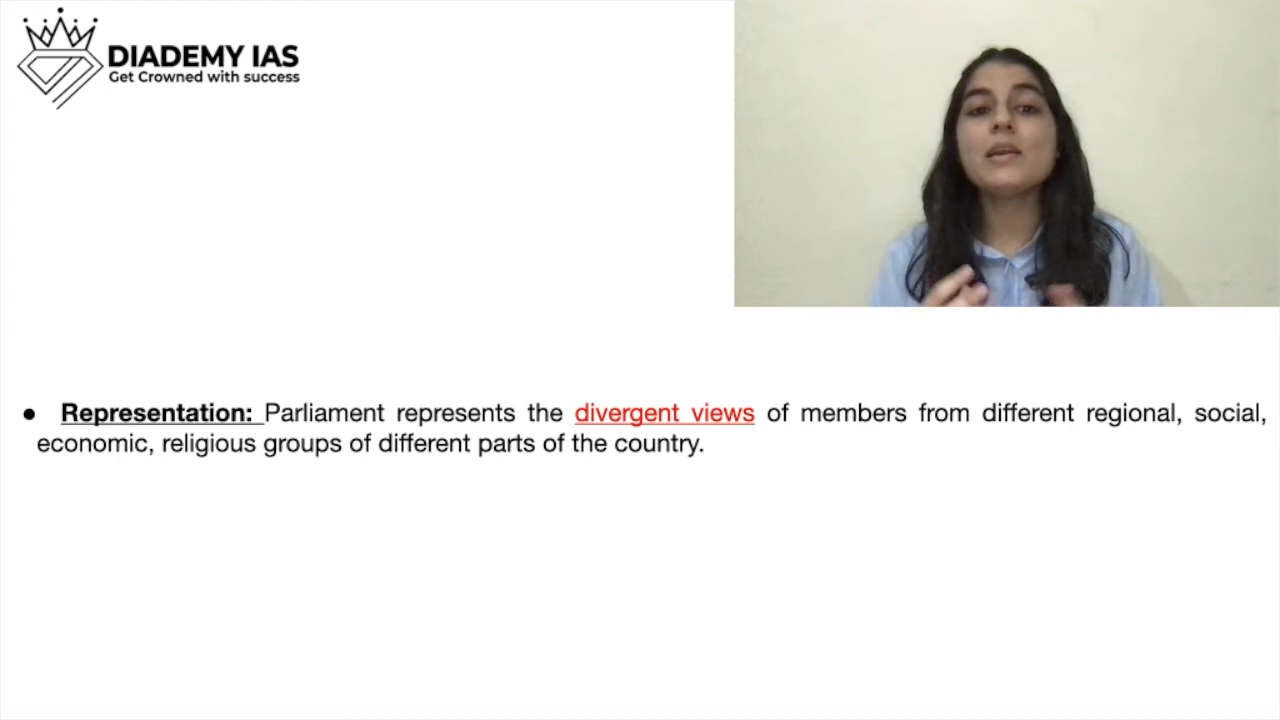 DIADEMY IAS
Get Crowned with success
● Representation: Parliament represents the divergent views of members from different regional, social,
economic, religious groups of different parts of the country.